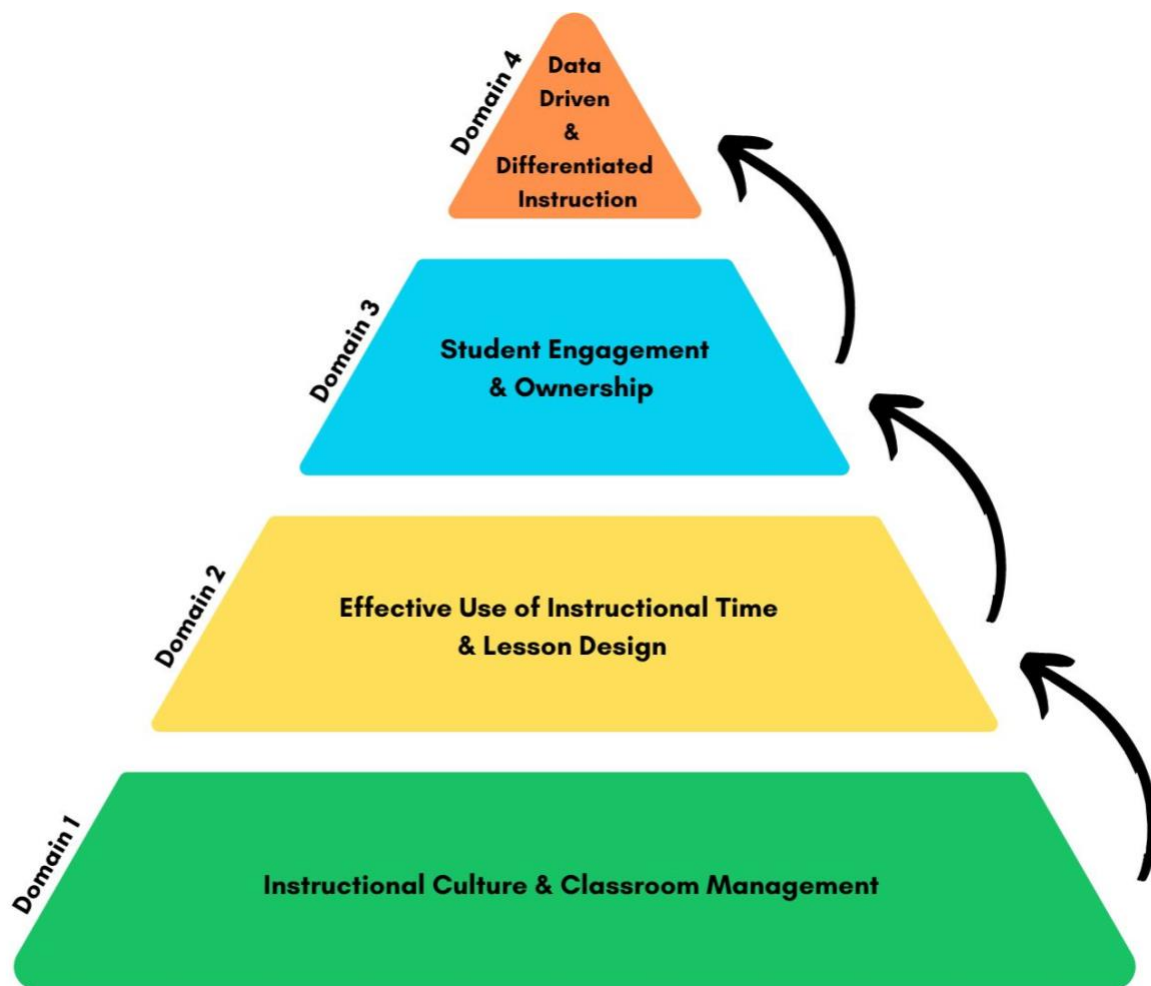 Domain 4
Data
Driven
&
Differentiated
Instruction
Domain 3
Student Engagement
& Ownership
Domain 2
Effective Use of Instructional Time
& Lesson Design
Domain 1
Instructional Culture & Classroom Management